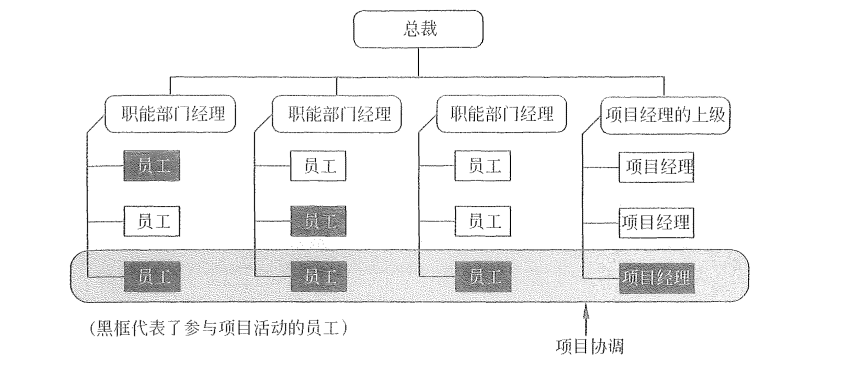 总裁
职能部门经理 职能部门经理 职能部门经理 项目经理的上级
员工 员工 员工 项目经理
员工 员工 员工 项目经理
员工 员工 员工 项目经理
(黑框代表了参与项目活动的员工)
项目协调